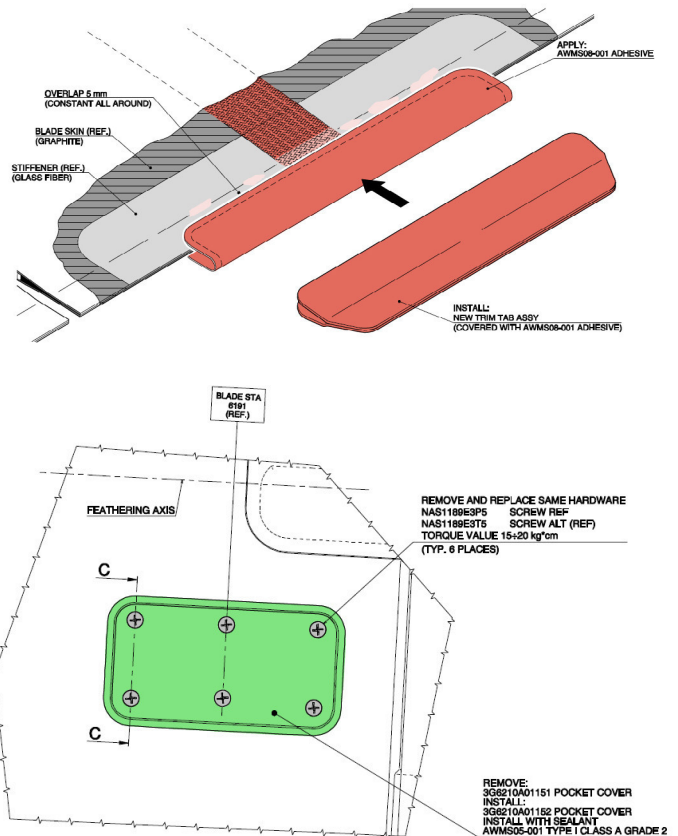 APPLY:
AWMS08-001 ADHESIVE
OVERLAP 5 mm
(CONSTANT ALL AROUND)
BLADE SKIN (REF.)
(GRAPHITE)
STIFFENER (REF.)
(GLASS FIBER)
INSTALL:
NEW TRIM TAB ASSY
(COVERED WITH AWMS08-001 ADHESIVE)
BLADE STA
6191
(REF.)
FEATHERING AXIS
REMOVE AND REPLACE SAME HARDWARE
NAS1189E3P5 SCREW REF
NAS1189E3T5 SCREW ALT (REF)
TORQUE VALUE 15÷20 kg*cm
(TYP. 6 PLACES)
C
C
REMOVE:
3G6210A01151 POCKET COVER
INSTALL:
3G6210A01152 POCKET COVER
INSTALL WITH SEALANT
AWMS05-001 TYPE I CLASS A GRADE 2